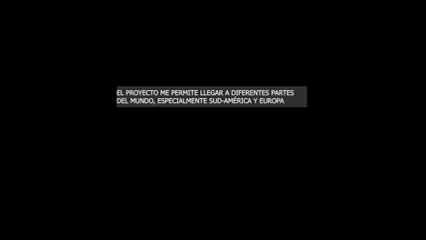 EL PROYECTO ME PERMITE LLEGAR A DIFERENTES PARTES
DEL MUNDO, ESPECIALMENTE SUD-AMÉRICA Y EUROPA